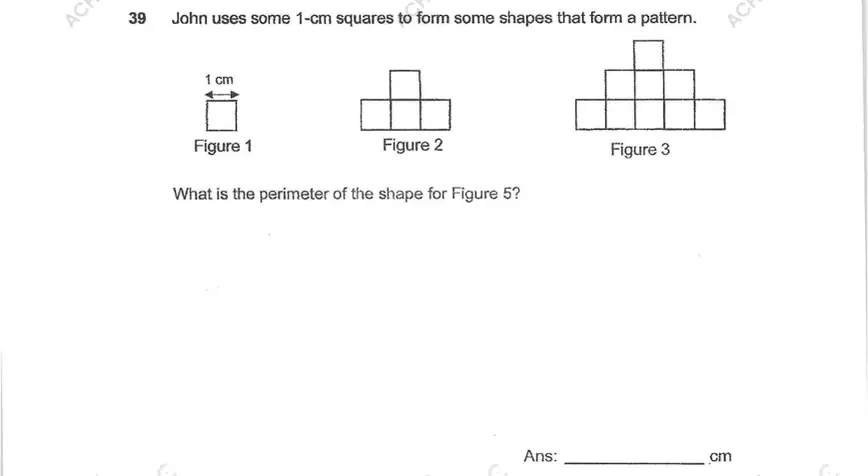 39 John uses some 1-cm squares to form some shapes that form a pattern.
1 cm
Figure 1
Figure 2
Figure 3
What is the perimeter of the shape for Figure 5?
Ans: ________________ cm